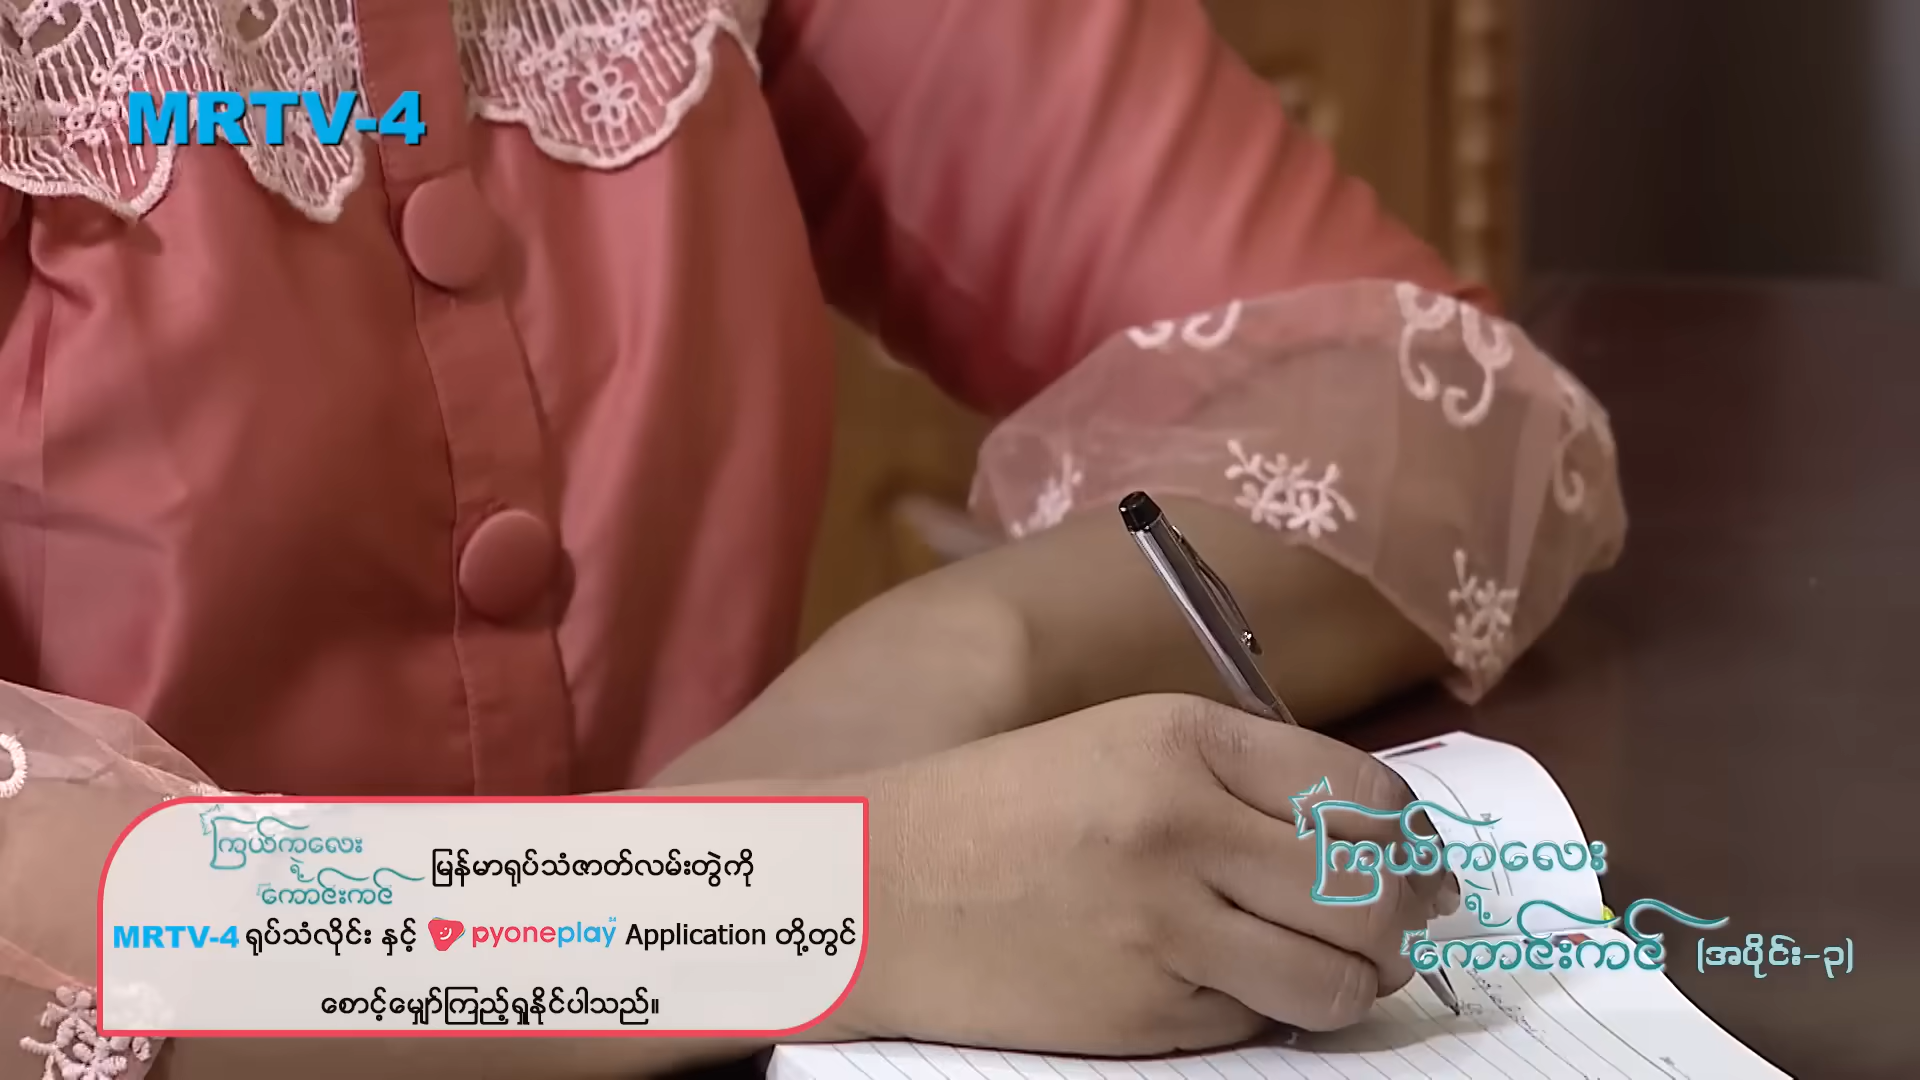 MRTV-4
ကြယ်ကလေး
ရဲ့
ကောင်းကင်
မြန်မာရုပ်သံဇာတ်လမ်းတွဲကို
MRTV-4 ရုပ်သံလိုင်း နှင့် pyoneplay Application တို့တွင်
စောင့်မျှော်ကြည့်ရှုနိုင်ပါသည်။
ကြယ်ကလေး
ရဲ့
ကောင်းကင် (အပိုင်း-၃)